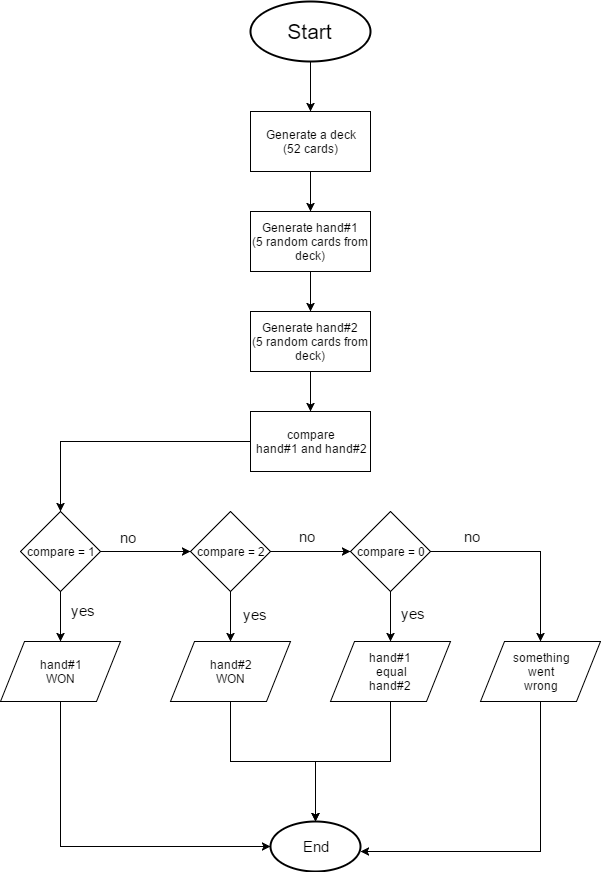 Start
Generate a deck
(52 cards)
Generate hand#1
(5 random cards from
deck)
Generate hand#2
(5 random cards from
deck)
compare
hand#1 and hand#2
compare = 1
no
compare = 2
no
compare = 0
no
yes
yes
yes
hand#1
WON
hand#2
WON
hand#1
equal
hand#2
something
went
wrong
End